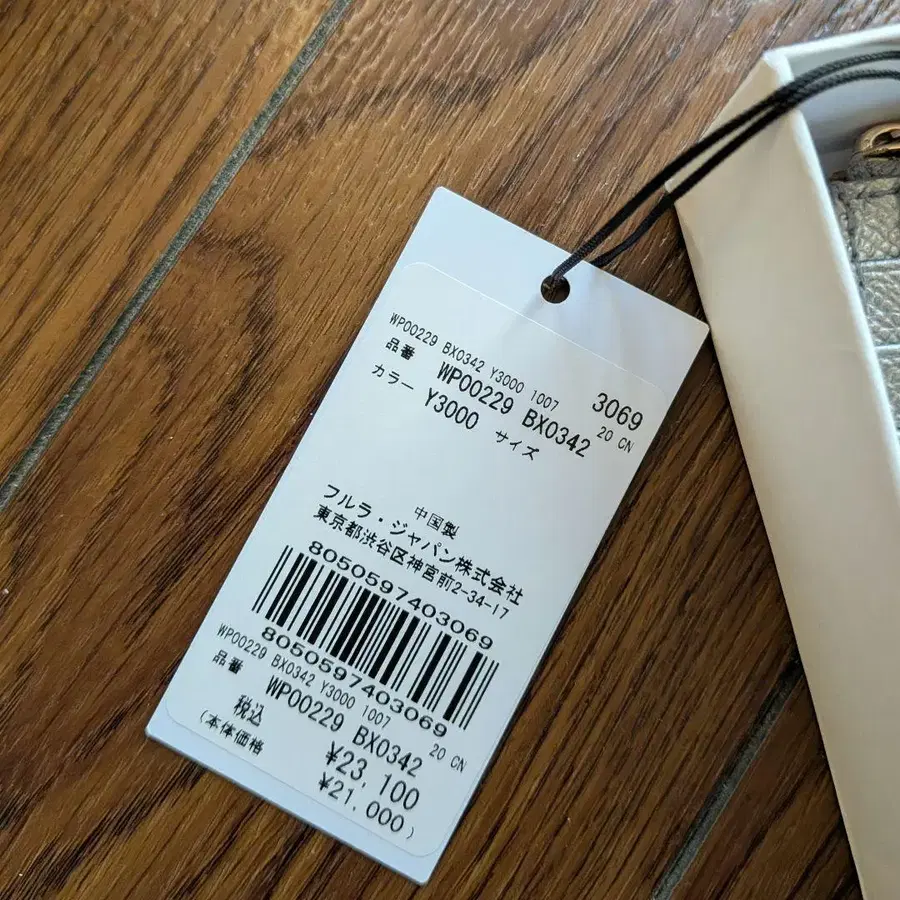 WP00229 BX0342 Y3000 1007
3069
品番 WP00229 BX0342 20 CN
カラー Y3000 サイズ
中国製
フルラ・ジャパン株式会社
東京都渋谷区神宮前2-34-17
8050597403069
8050597403069
WP00229 BX0342 Y3000 1007
品番 WP00229 BX0342 20 CN
税込 ¥23,100
(本体価格 ¥21,000)